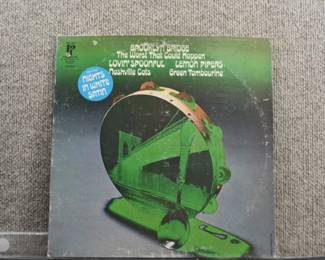 BROOKLYN BRIDGE
The Worst That Could Happen
LOVIN' SPOONFUL LEMON PIPERS
Nashville Cats Green Tambourine
NIGHTS
IN WHITE
SATIN